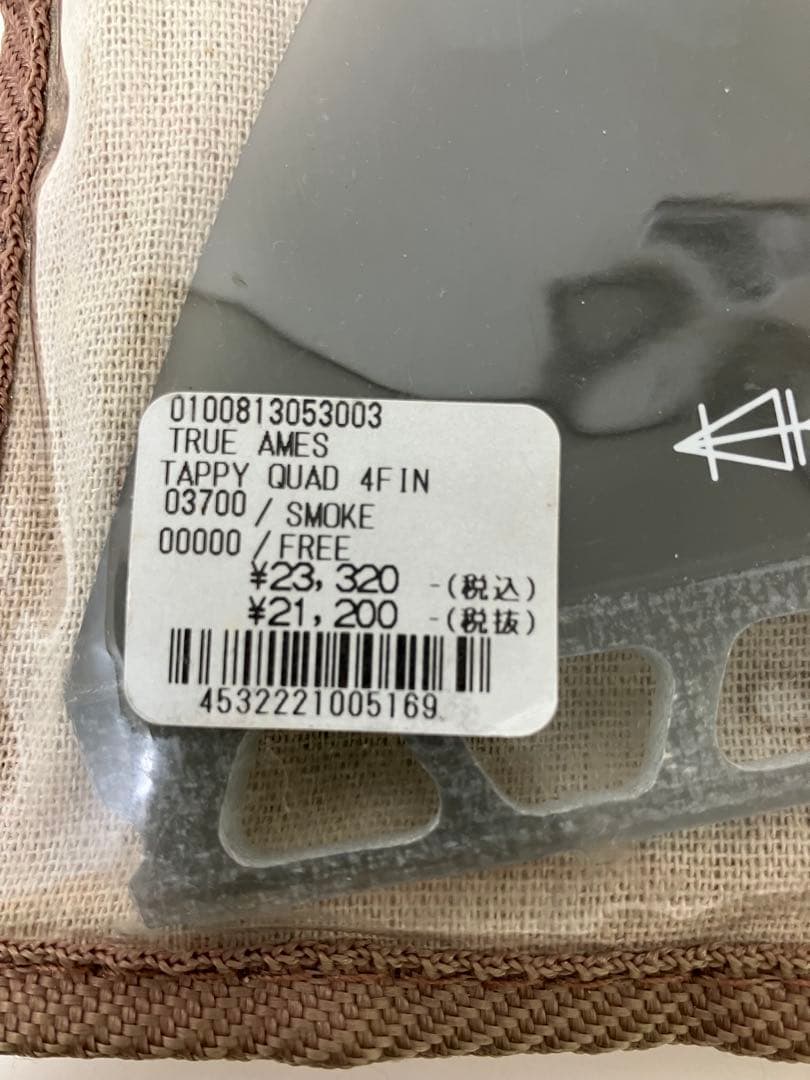 0100813053003
TRUE AMES
TAPPY QUAD 4FIN
03700 / SMOKE
00000 / FREE
¥23,320 -(税込)
¥21,200 -(税抜)
4532221005169